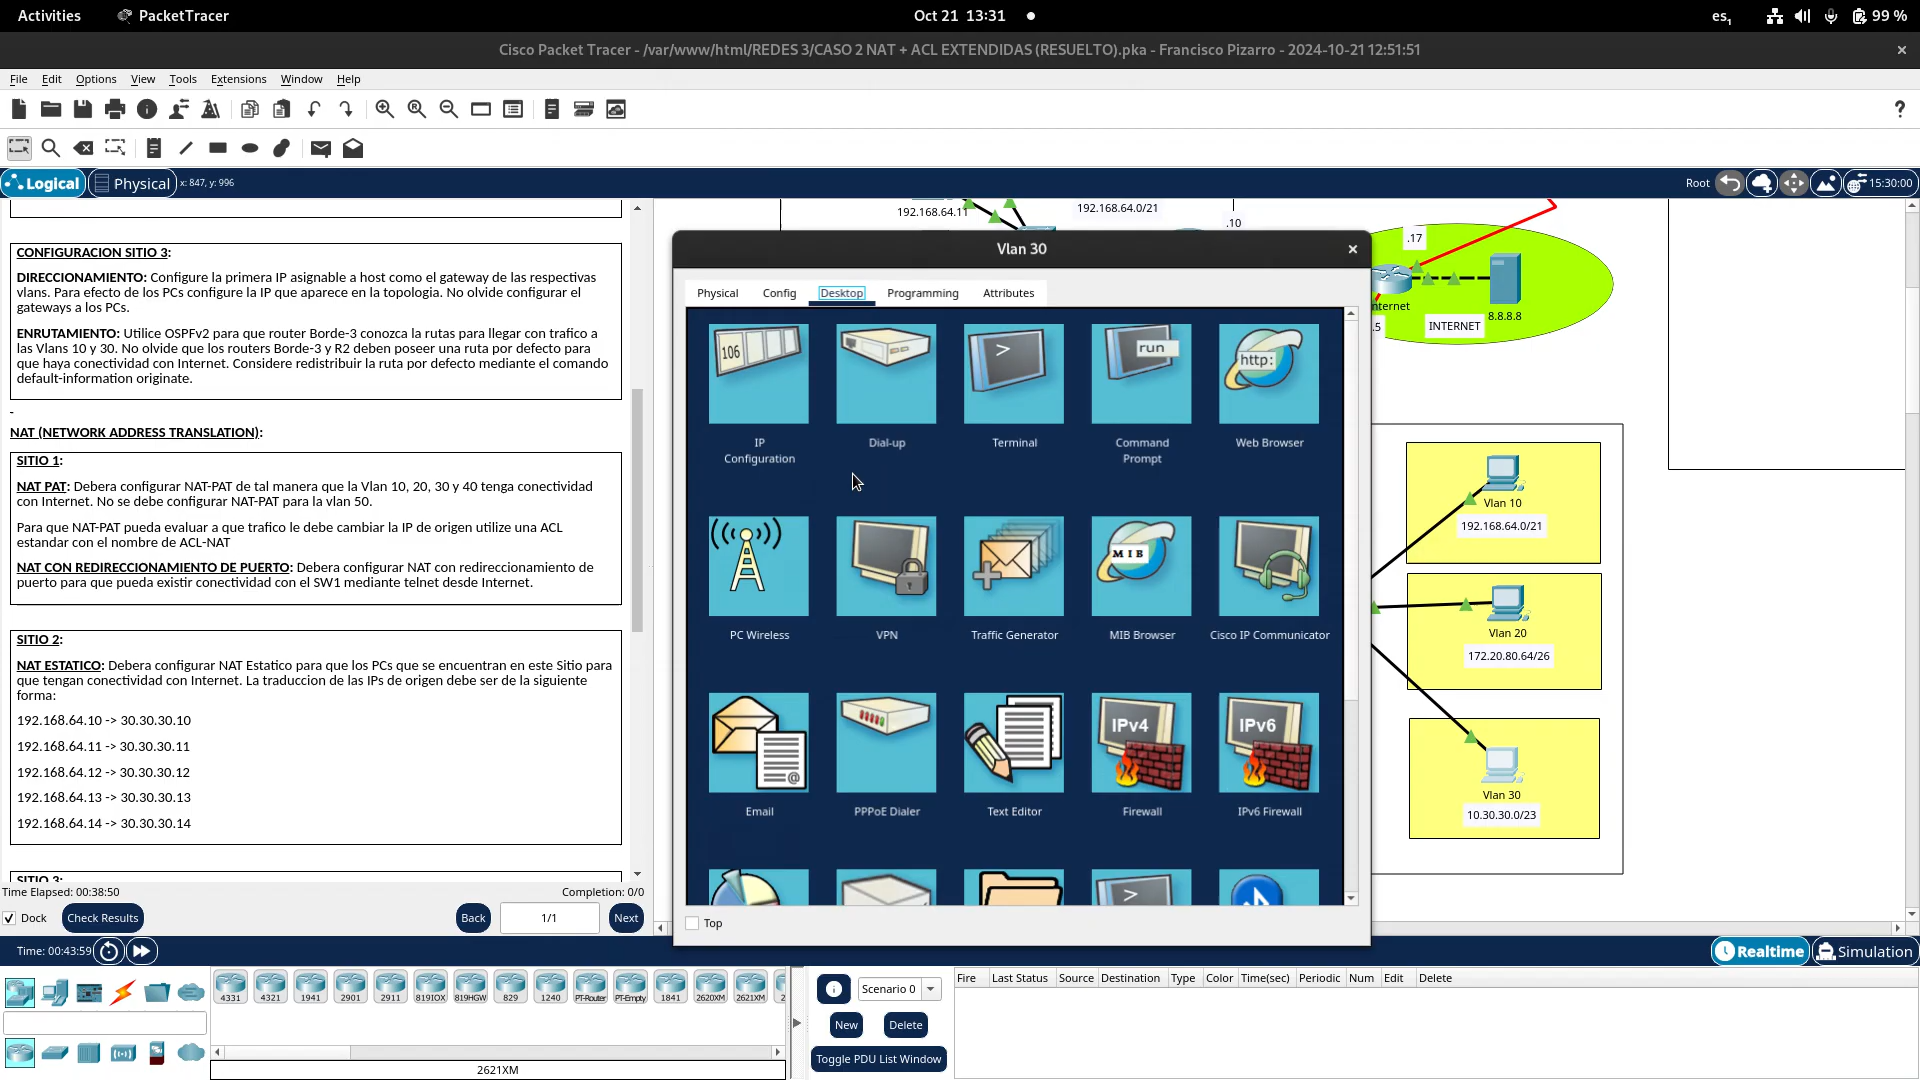 Activities
PacketTracer
Oct 21 13:31
es1
99 %
Cisco Packet Tracer - /var/www/html/REDES 3/CASO 2 NAT + ACL EXTENDIDAS (RESUELTO).pka - Francisco Pizarro - 2024-10-21 12:51:51
File Edit Options View Tools Extensions Window Help
Logical
Physical
x: 847, y: 996
Root
15:30:00
CONFIGURACION SITIO 3:
DIRECCIONAMIENTO: Configure la primera IP asignable a host como el gateway de las respectivas
vlans. Para efecto de los PCs configure la IP que aparece en la topologia. No olvide configurar el
gateways a los PCs.
ENRUTAMIENTO: Utilice OSPFv2 para que router Borde-3 conozca la rutas para llegar con trafico a
las Vlans 10 y 30. No olvide que los routers Borde-3 y R2 deben poseer una ruta por defecto para
que haya conectividad con Internet. Considere redistribuir la ruta por defecto mediante el comando
default-information originate.
-
NAT (NETWORK ADDRESS TRANSLATION):
SITIO 1:
NAT PAT: Debera configurar NAT-PAT de tal manera que la Vlan 10, 20, 30 y 40 tenga conectividad
con Internet. No se debe configurar NAT-PAT para la vlan 50.
Para que NAT-PAT pueda evaluar a que trafico le debe cambiar la IP de origen utilize una ACL
estandar con el nombre de ACL-NAT
NAT CON REDIRECCIONAMIENTO DE PUERTO: Debera configurar NAT con redireccionamiento de
puerto para que pueda existir conectividad con el SW1 mediante telnet desde Internet.
SITIO 2:
NAT ESTATICO: Debera configurar NAT Estatico para que los PCs que se encuentran en este Sitio para
que tengan conectividad con Internet. La traduccion de las IPs de origen debe ser de la siguiente
forma:
192.168.64.10 -> 30.30.30.10
192.168.64.11 -> 30.30.30.11
192.168.64.12 -> 30.30.30.12
192.168.64.13 -> 30.30.30.13
192.168.64.14 -> 30.30.30.14
SITIO 3:
Time Elapsed: 00:38:50
Completion: 0/0
Dock
Check Results
Back
1/1
Next
192.168.64.11
192.168.64.0/21
.10
.17
8.8.8.8
.5
INTERNET
Vlan 10
192.168.64.0/21
Vlan 20
172.20.80.64/26
Vlan 30
10.30.30.0/23
Vlan 30
Physical Config Desktop Programming Attributes
106
run
http:
IP
Configuration
Dial-up
Terminal
Command
Prompt
Web Browser
MIB
PC Wireless
VPN
Traffic Generator
MIB Browser
Cisco IP Communicator
IPv4
IPv6
Email
PPPoE Dialer
Text Editor
Firewall
IPv6 Firewall
Top
Time: 00:43:59
Realtime
Simulation
4331 4321 1941 2901 2911 819IOX 819HGW 829 1240 PT-Router PT-Empty 1841 2620XM 2621XM 2
2621XM
Scenario 0
New
Delete
Toggle PDU List Window
Fire Last Status Source Destination Type Color Time(sec) Periodic Num Edit Delete